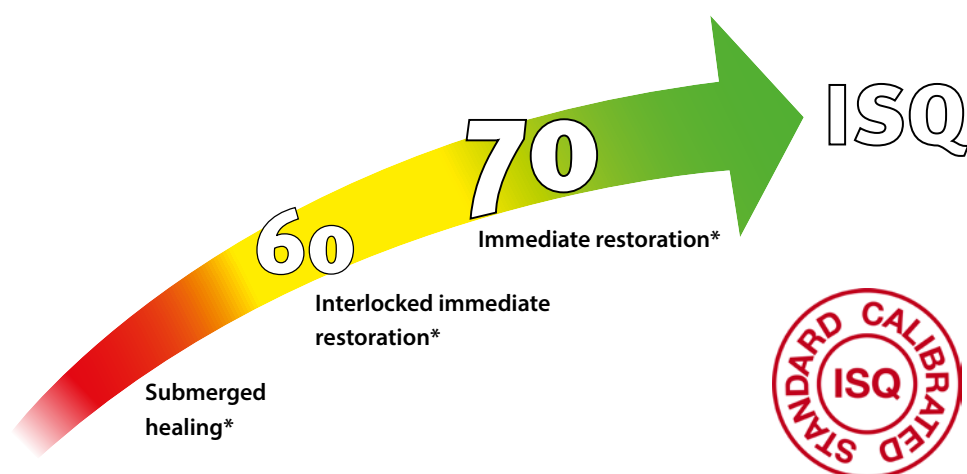 ISQ
70
Immediate restoration*
60
Interlocked immediate
restoration*
Submerged
healing*
STANDARD CALIBRATED
ISQ